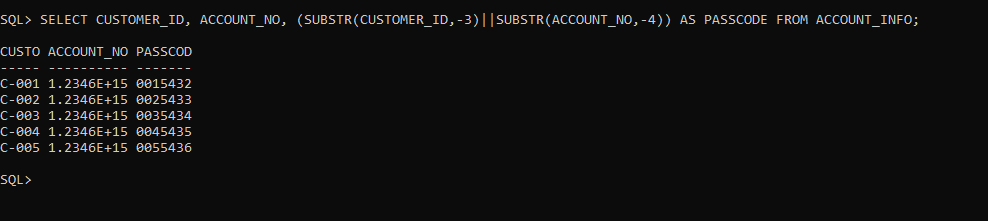 SQL> SELECT CUSTOMER_ID, ACCOUNT_NO, (SUBSTR(CUSTOMER_ID,-3)||SUBSTR(ACCOUNT_NO,-4)) AS PASSCODE FROM ACCOUNT_INFO;
CUSTO ACCOUNT_NO PASSCOD
----- ---------- -------
C-001 1.2346E+15 0015432
C-002 1.2346E+15 0025433
C-003 1.2346E+15 0035434
C-004 1.2346E+15 0045435
C-005 1.2346E+15 0055436
SQL>